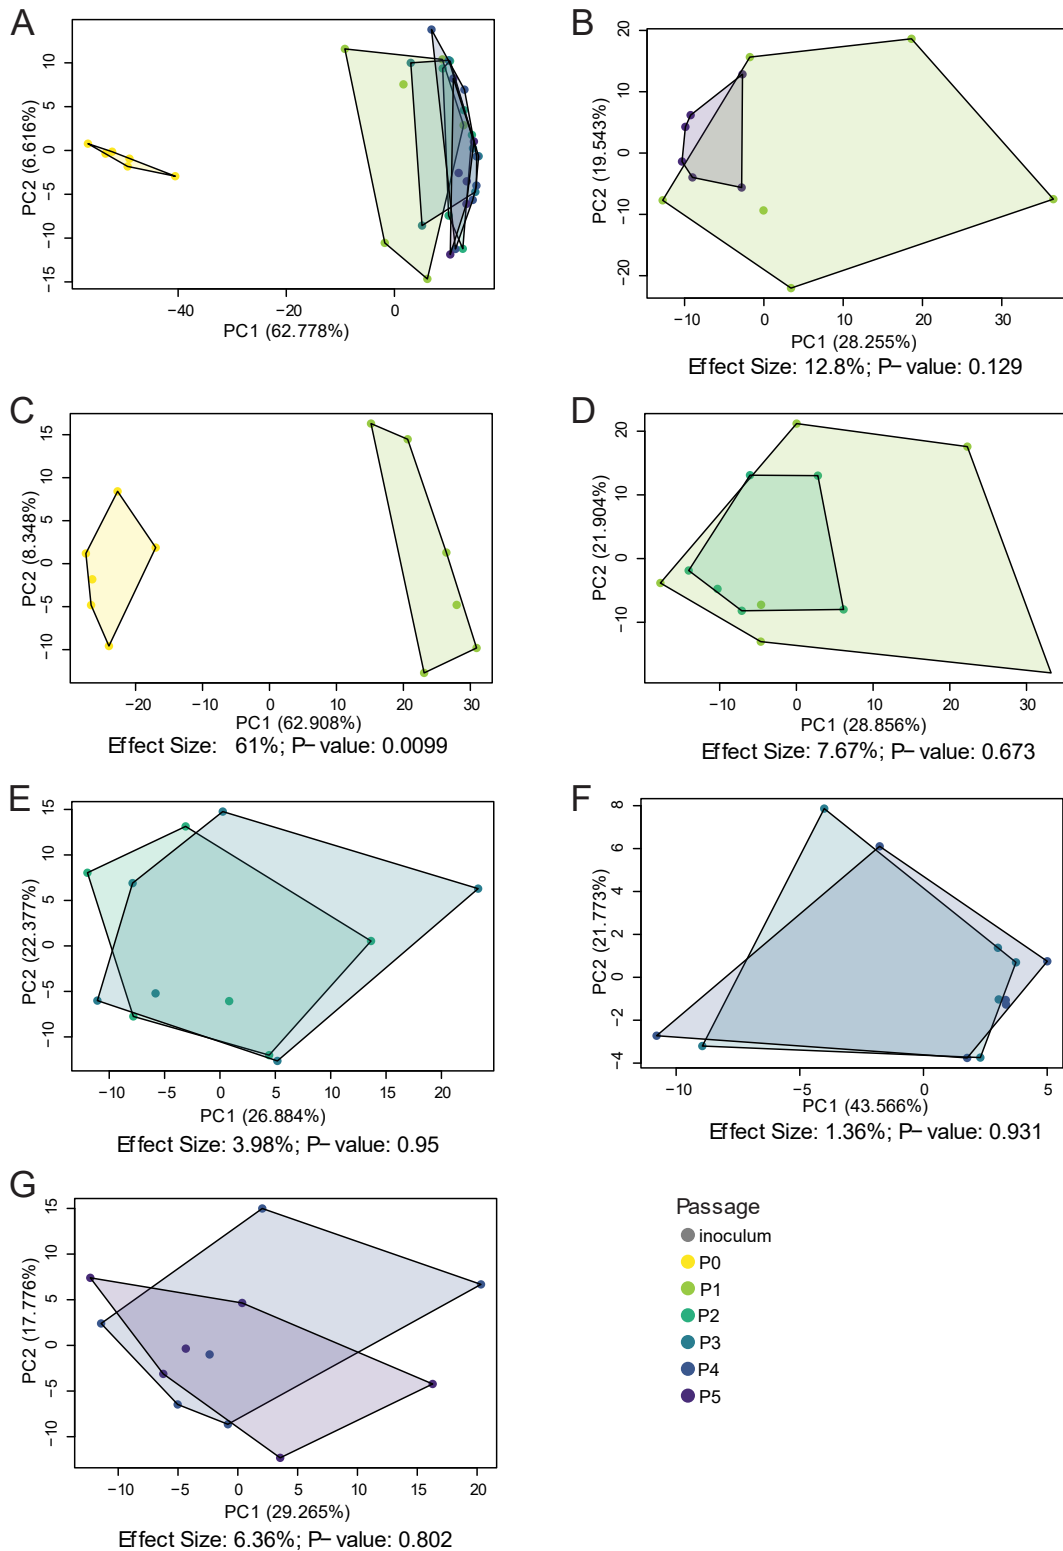 A
PC2 (6.616%)
10
5
0
−5
−10
−15
−40
−20
0
PC1 (62.778%)
B
PC2 (19.543%)
20
10
0
−10
−20
−10
0
10
20
30
PC1 (28.255%)
Effect Size: 12.8%; P− value: 0.129
C
PC2 (8.348%)
15
10
5
0
−5
−10
−20
−10
0
10
20
30
PC1 (62.908%)
Effect Size: 61%; P− value: 0.0099
D
PC2 (21.904%)
20
10
0
−10
−10
0
10
20
30
PC1 (28.856%)
Effect Size: 7.67%; P− value: 0.673
E
PC2 (22.377%)
15
10
5
0
−5
−10
−10
−5
0
5
10
15
20
PC1 (26.884%)
Effect Size: 3.98%; P− value: 0.95
F
PC2 (21.773%)
8
6
4
2
0
−2
−4
−10
−5
0
5
PC1 (43.566%)
Effect Size: 1.36%; P− value: 0.931
G
PC2 (17.776%)
15
10
5
0
−5
−10
−10
−5
0
5
10
15
20
PC1 (29.265%)
Effect Size: 6.36%; P− value: 0.802
Passage
inoculum
P0
P1
P2
P3
P4
P5